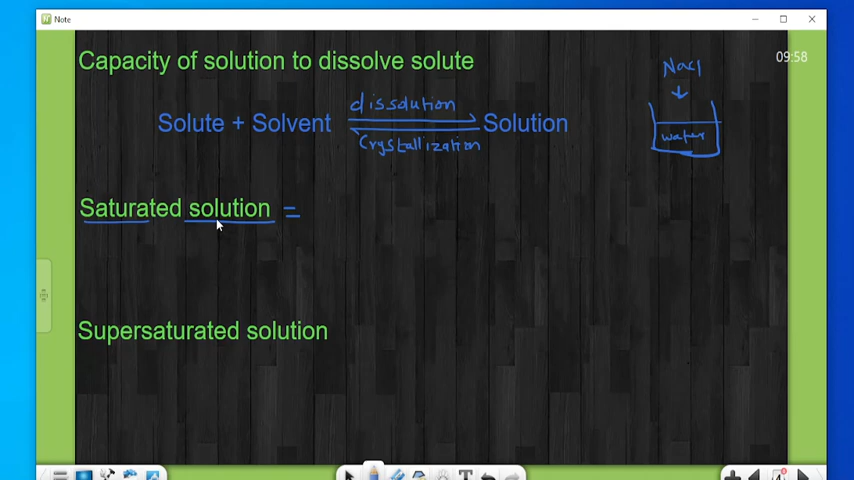 Note
Capacity of solution to dissolve solute
Nacl
09:58
dissolution
Solute + Solvent
Solution
water
Crystallization
Saturated solution =
Supersaturated solution